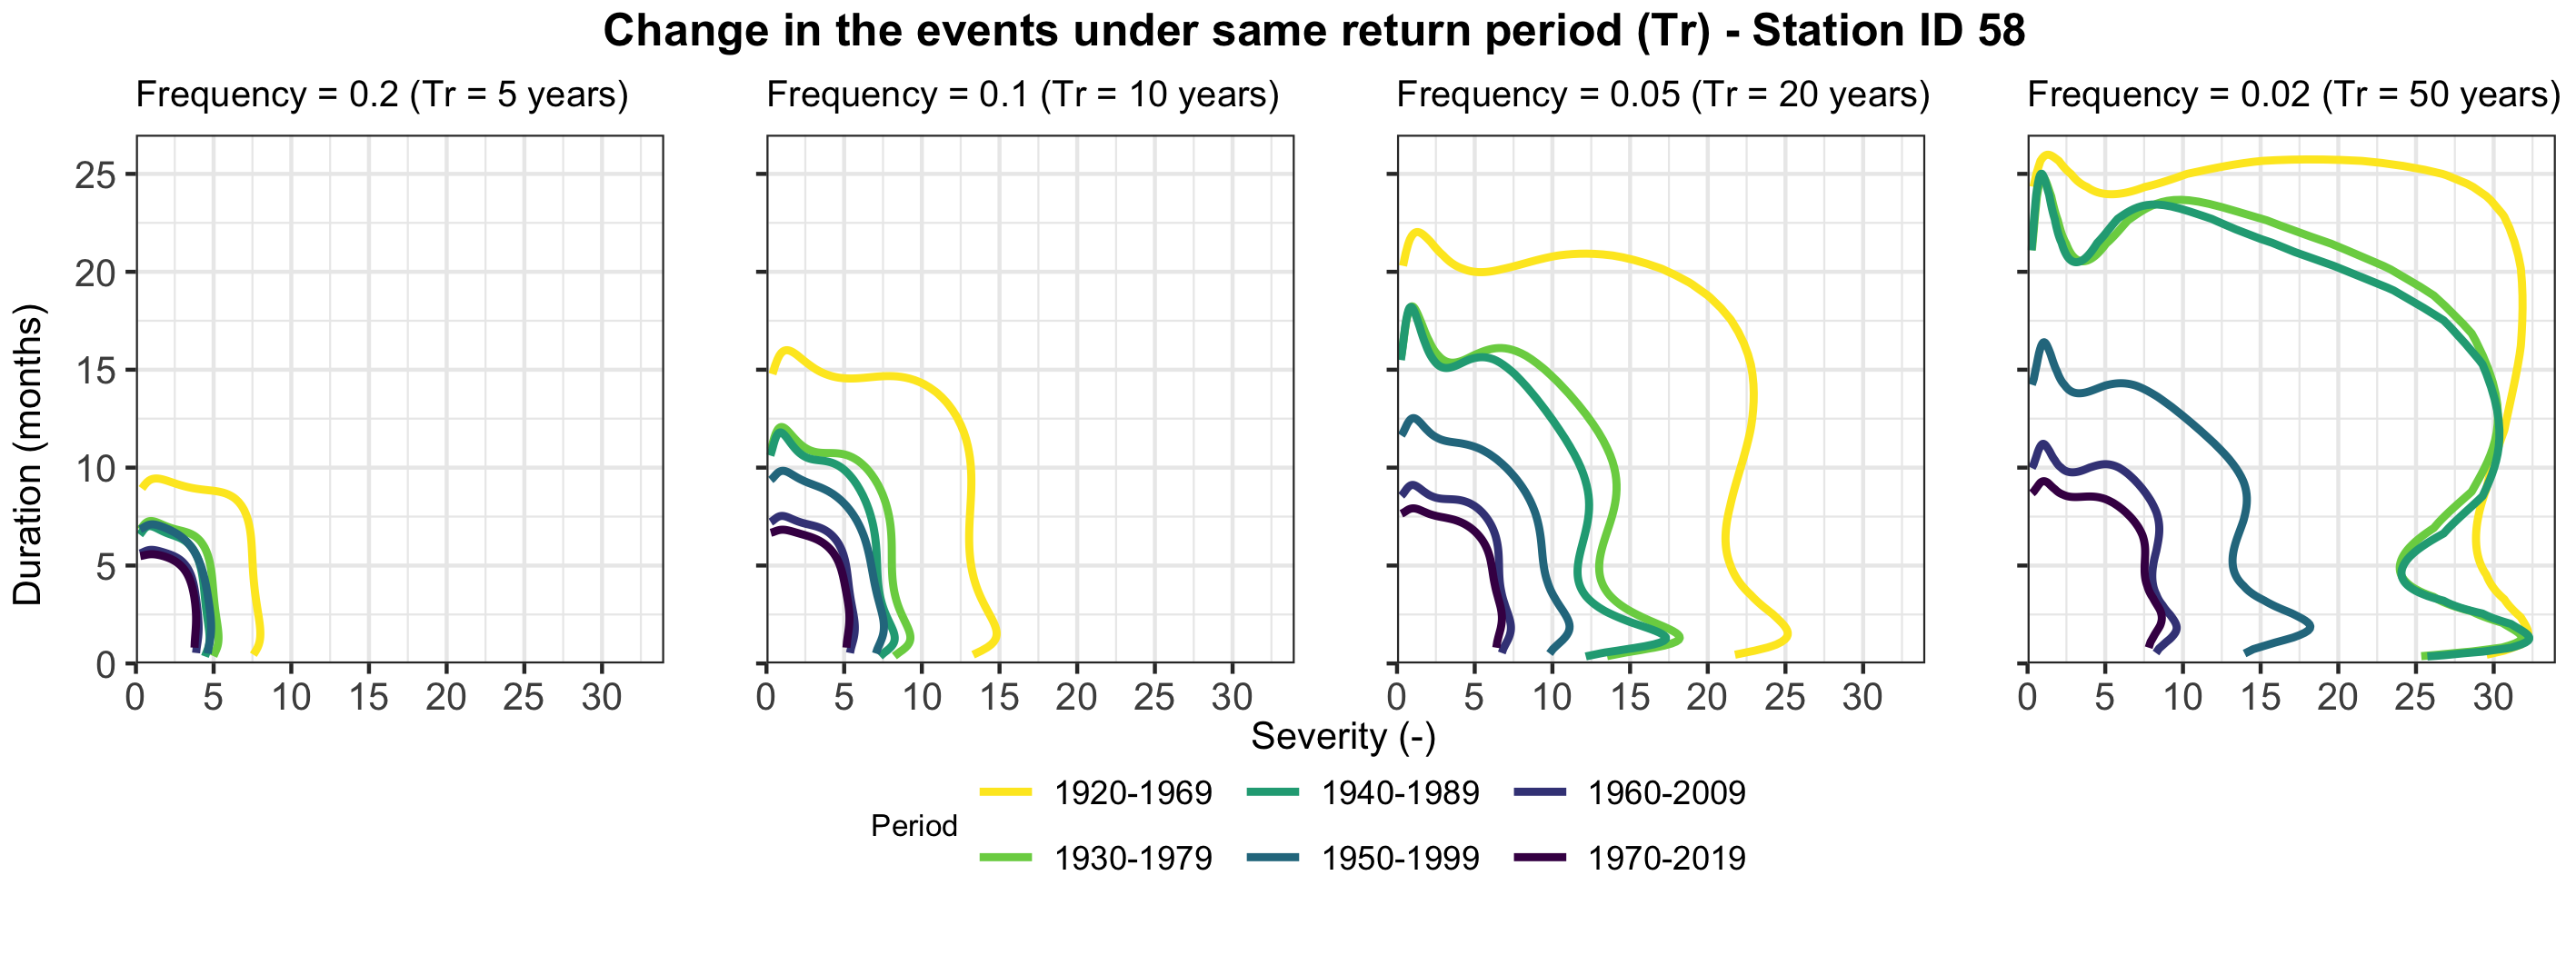 Change in the events under same return period (Tr) - Station ID 58
Frequency = 0.2 (Tr = 5 years)
Frequency = 0.1 (Tr = 10 years)
Frequency = 0.05 (Tr = 20 years)
Frequency = 0.02 (Tr = 50 years)
Duration (months)
25
20
15
10
5
0
0 5 10 15 20 25 30
0 5 10 15 20 25 30
0 5 10 15 20 25 30
0 5 10 15 20 25 30
Severity (-)
Period
1920-1969 1940-1989 1960-2009
1930-1979 1950-1999 1970-2019